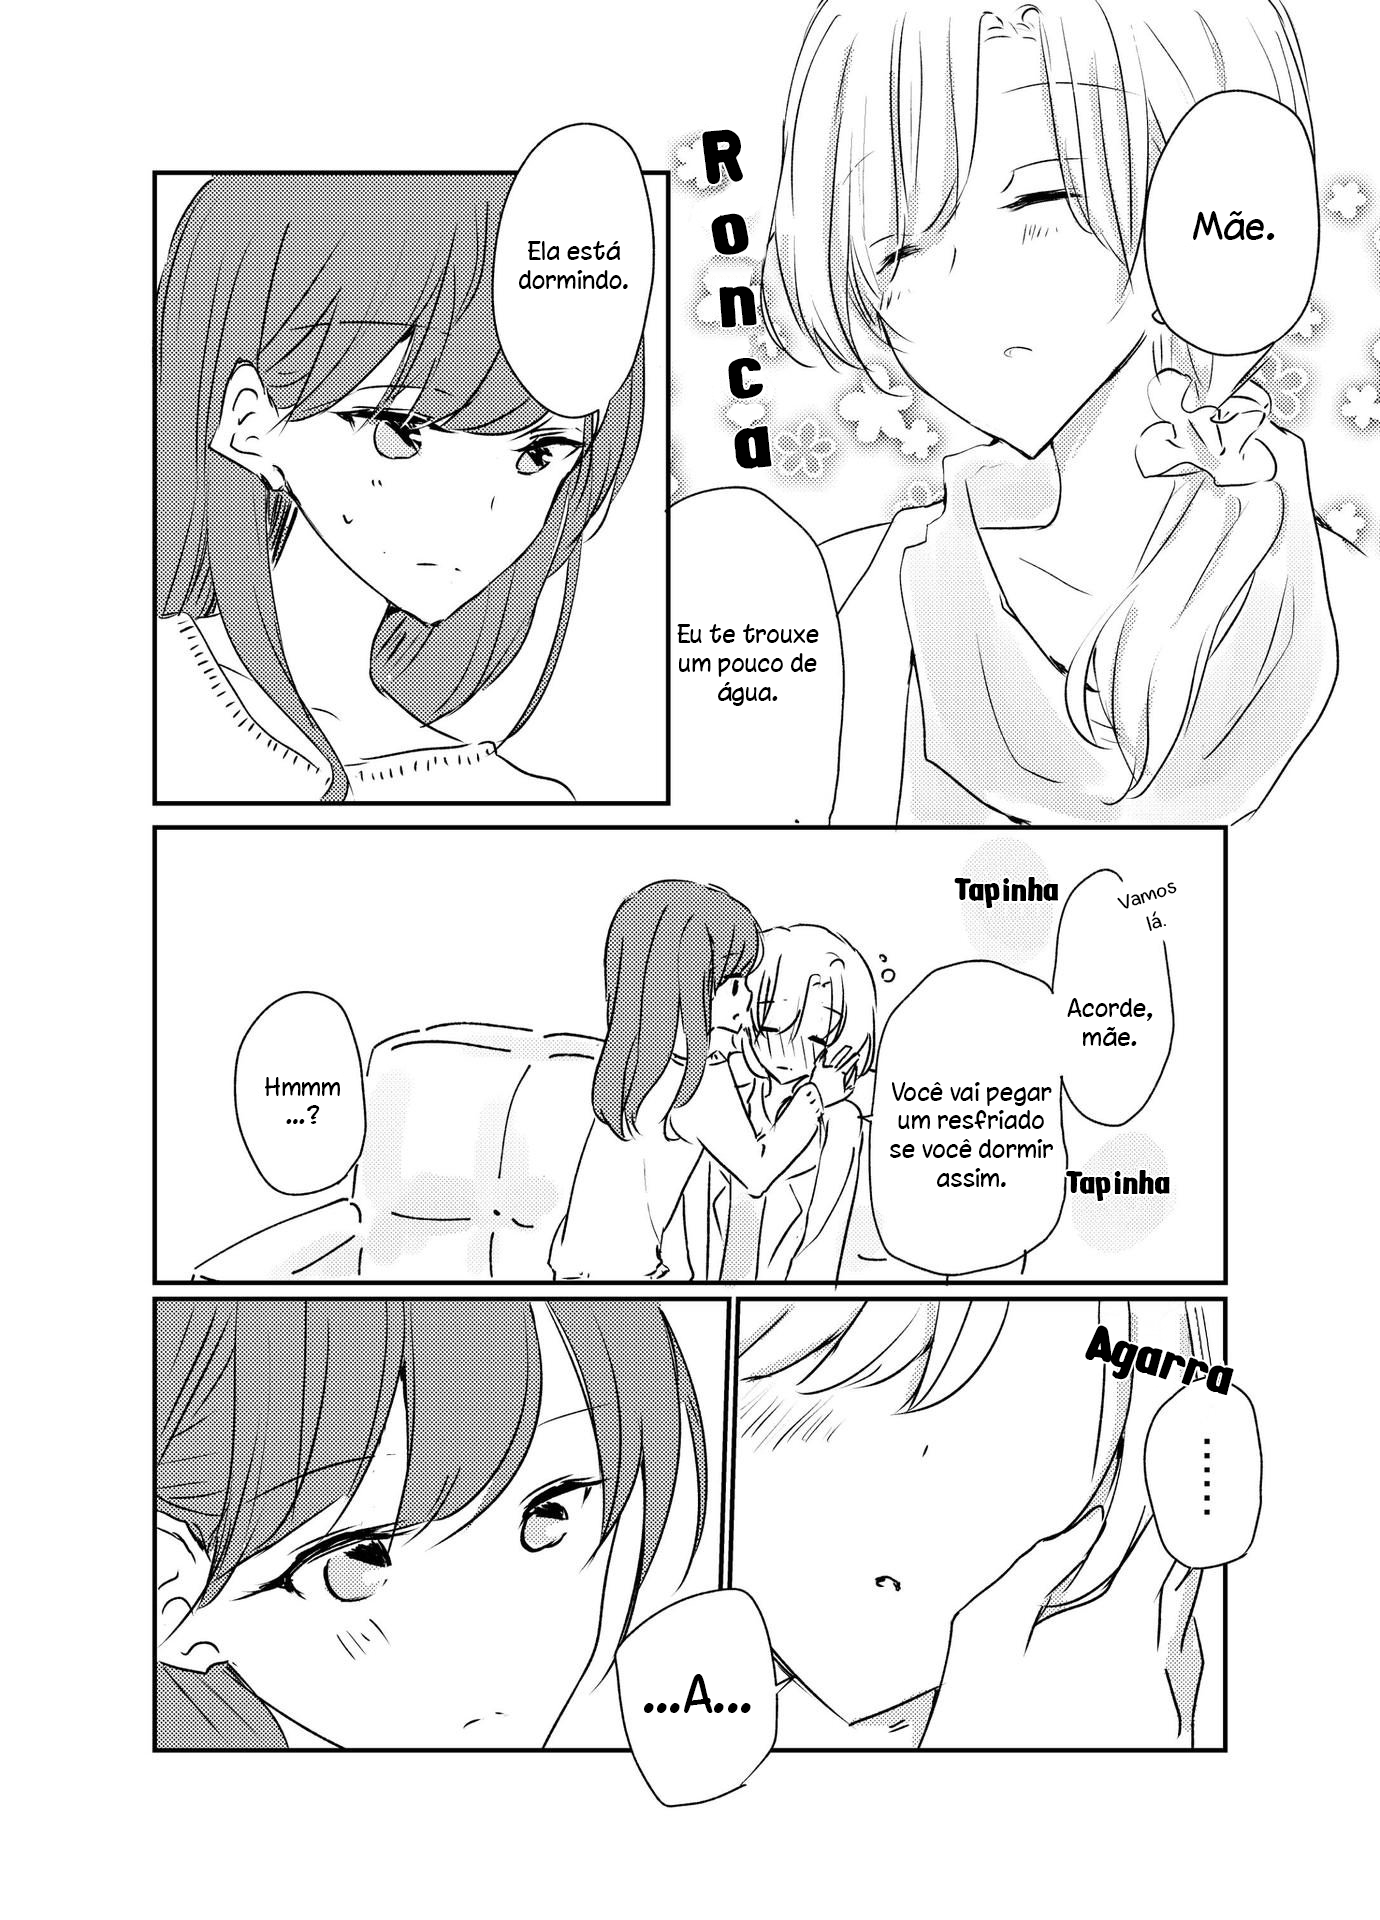 Mãe.
Ronca
Eu te trouxe
um pouco de
água.
Ela está
dormindo.
Vamos
lá.
Tapinha
Acorde,
mãe.
Você vai pegar
um resfriado
se você dormir
assim.
Tapinha
Hmmm
...?
Agarra
......
...A...